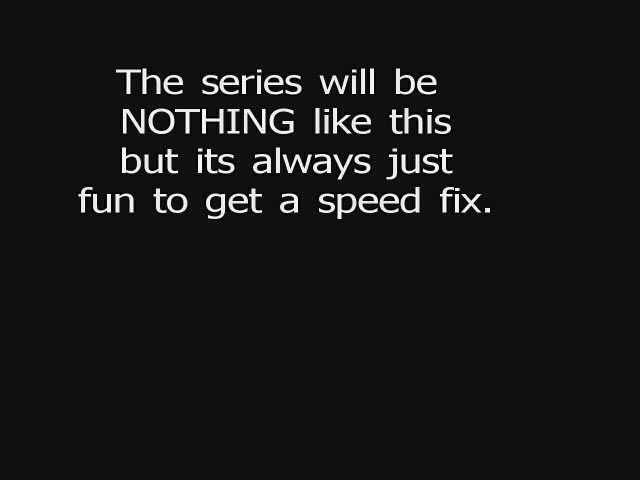 The series will be
NOTHING like this
but its always just
fun to get a speed fix.